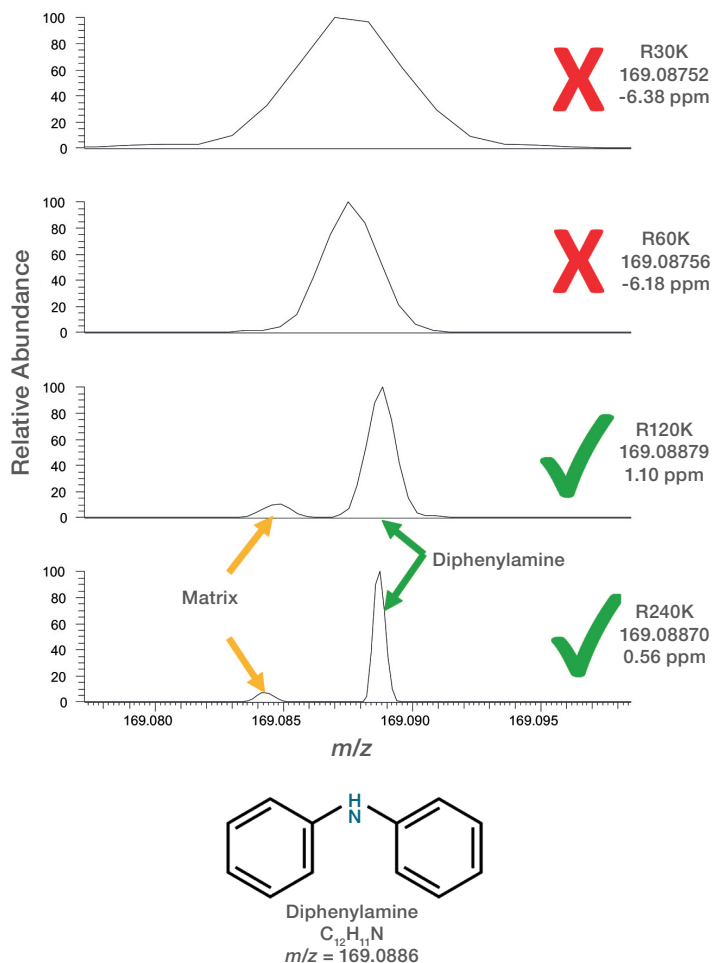 Relative Abundance
100
80
60
40
20
0
R30K
169.08752
-6.38 ppm
100
80
60
40
20
0
R60K
169.08756
-6.18 ppm
100
80
60
40
20
0
R120K
169.08879
1.10 ppm
Matrix
Diphenylamine
100
80
60
40
20
0
R240K
169.08870
0.56 ppm
169.080 169.085 169.090 169.095
m/z
H
N
Diphenylamine
C₁₂H₁₁N
m/z = 169.0886